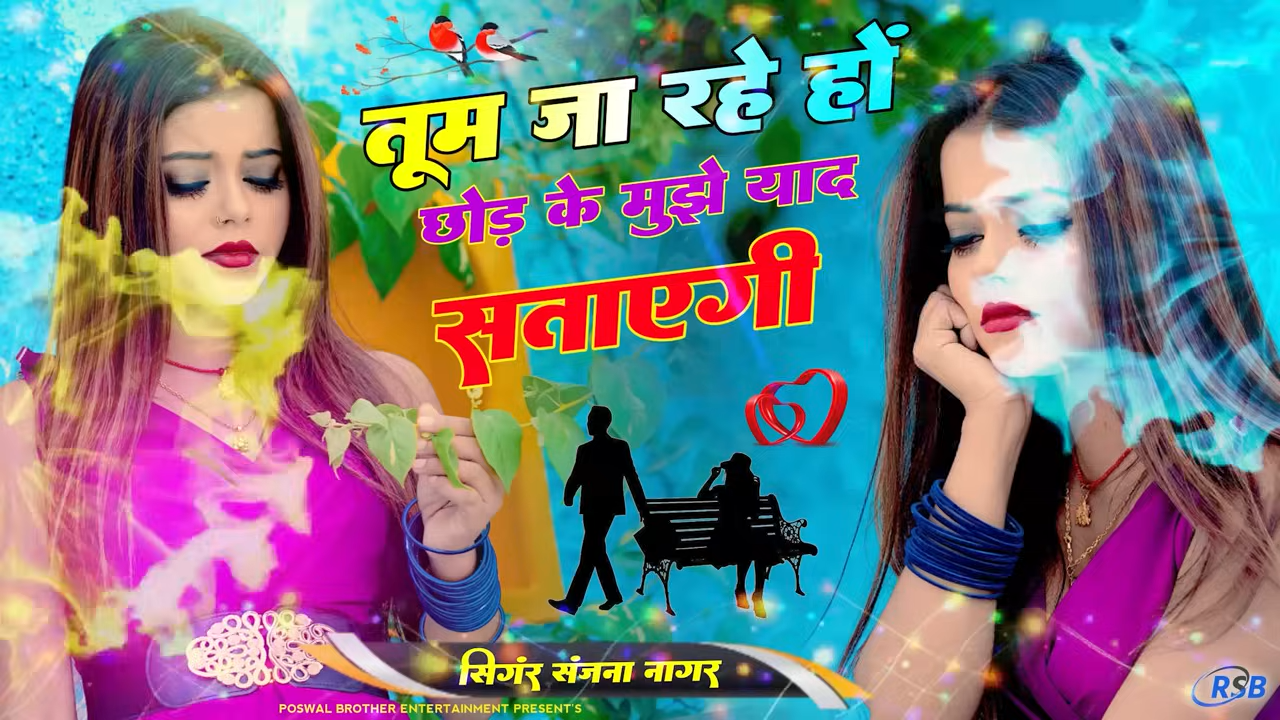 तूम जा रहे हों
छोड़ के मुझे याद
सताएगी
सिगंर संजना नागर
POSWAL BROTHER ENTERTAINMENT PRESENT'S
RSB